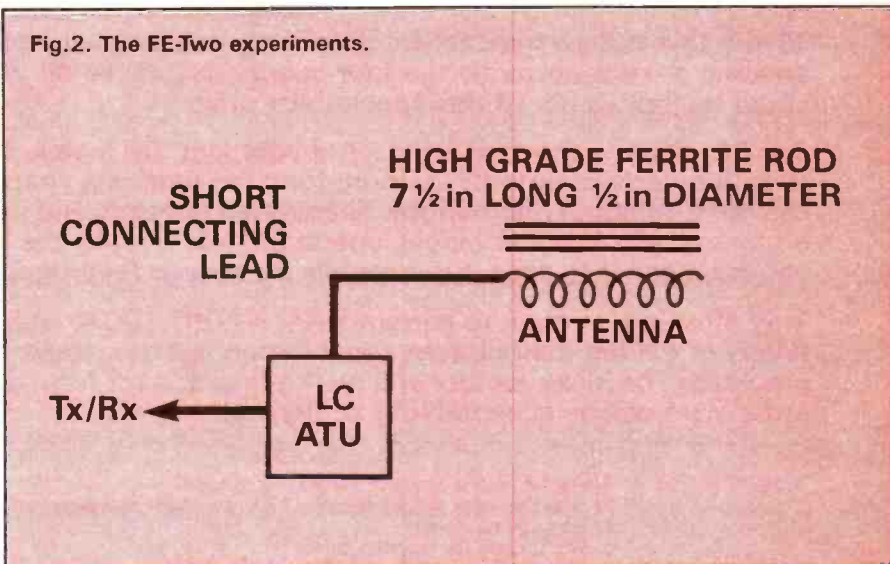 Fig.2. The FE-Two experiments.
HIGH GRADE FERRITE ROD
7½in LONG ½in DIAMETER
SHORT
CONNECTING
LEAD
ANTENNA
Tx/Rx
LC
ATU